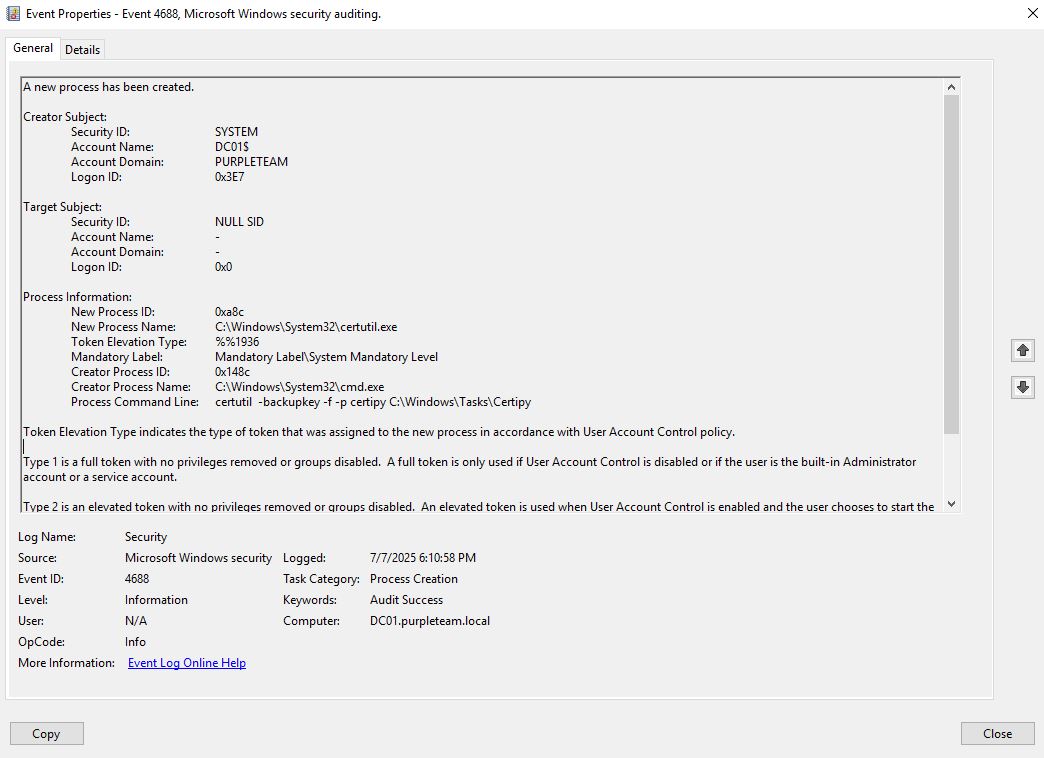 Event Properties - Event 4688, Microsoft Windows security auditing.
General Details
A new process has been created.
Creator Subject:
Security ID: SYSTEM
Account Name: DC01$
Account Domain: PURPLETEAM
Logon ID: 0x3E7
Target Subject:
Security ID: NULL SID
Account Name: -
Account Domain: -
Logon ID: 0x0
Process Information:
New Process ID: 0xa8c
New Process Name: C:\Windows\System32\certutil.exe
Token Elevation Type: %%1936
Mandatory Label: Mandatory Label\System Mandatory Level
Creator Process ID: 0x148c
Creator Process Name: C:\Windows\System32\cmd.exe
Process Command Line: certutil  -backupkey -f -p certipy C:\Windows\Tasks\Certipy
Token Elevation Type indicates the type of token that was assigned to the new process in accordance with User Account Control policy.
Type 1 is a full token with no privileges removed or groups disabled.  A full token is only used if User Account Control is disabled or if the user is the built-in Administrator
account or a service account.
Type 2 is an elevated token with no privileges removed or groups disabled.  An elevated token is used when User Account Control is enabled and the user chooses to start the
Log Name: Security
Source: Microsoft Windows security Logged: 7/7/2025 6:10:58 PM
Event ID: 4688 Task Category: Process Creation
Level: Information Keywords: Audit Success
User: N/A Computer: DC01.purpleteam.local
OpCode: Info
More Information: Event Log Online Help
Copy Close